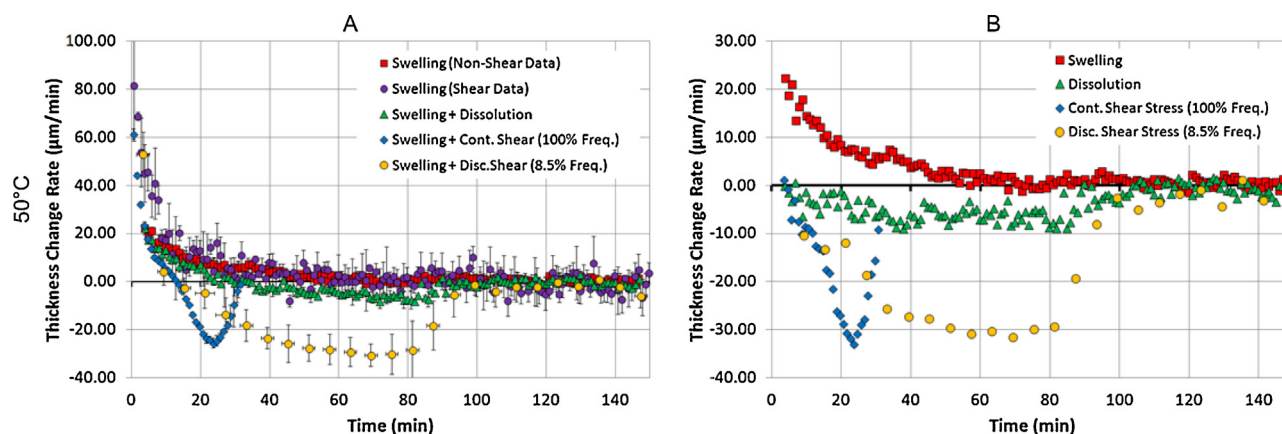 A
50°C
Thickness Change Rate (µm/min)
100.00
80.00
60.00
40.00
20.00
0.00
-20.00
-40.00
Swelling (Non-Shear Data)
Swelling (Shear Data)
Swelling + Dissolution
Swelling + Cont. Shear (100% Freq.)
Swelling + Disc.Shear (8.5% Freq.)
0 20 40 60 80 100 120 140
Time (min)
B
Thickness Change Rate (µm/min)
30.00
20.00
10.00
0.00
-10.00
-20.00
-30.00
-40.00
Swelling
Dissolution
Cont. Shear Stress (100% Freq.)
Disc. Shear Stress (8.5% Freq.)
0 20 40 60 80 100 120 140
Time (min)